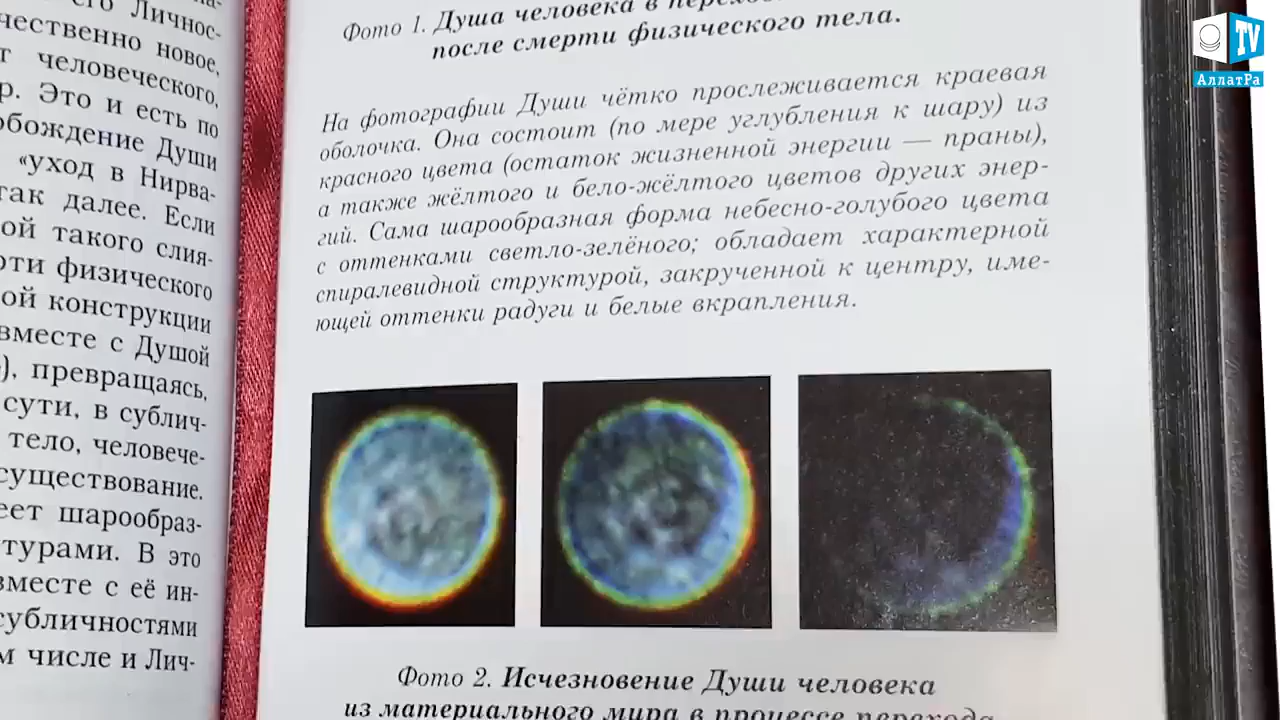 чественно новое,
т человеческого,
р. Это и есть по
обождение Души
«уход в Нирва-
так далее. Если
ой такого слия-
рти физического
ой конструкции
вместе с Душой
), превращаясь,
сути, в сублич-
тело, человече-
существование.
еет шарообраз-
турами. В это
вместе с её ин-
субличностями
м числе и Лич-
Фото 1. Душа человека в
после смерти физического тела.
На фотографии Души чётко прослеживается краевая
оболочка. Она состоит (по мере углубления к шару) из
красного цвета (остаток жизненной энергии — праны),
а также жёлтого и бело-жёлтого цветов других энер-
гий. Сама шарообразная форма небесно-голубого цвета
с оттенками светло-зелёного; обладает характерной
спиралевидной структурой, закрученной к центру, име-
ющей оттенки радуги и белые вкрапления.
Фото 2. Исчезновение Души человека
из материального мира в процессе перехода
TV
АллатРа